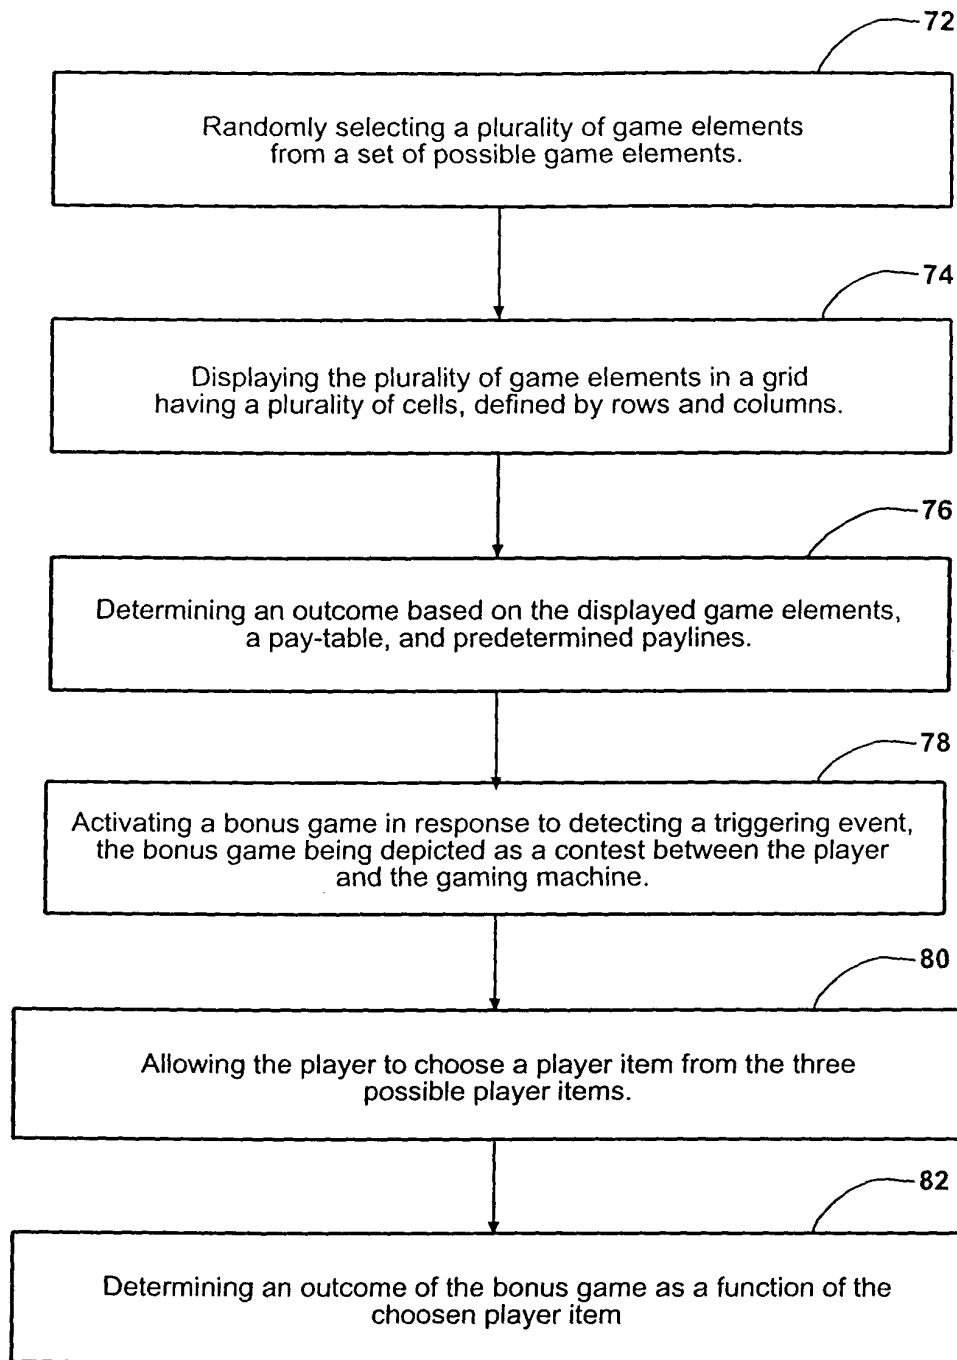 72
Randomly selecting a plurality of game elements
from a set of possible game elements.
74
Displaying the plurality of game elements in a grid
having a plurality of cells, defined by rows and columns.
76
Determining an outcome based on the displayed game elements,
a pay-table, and predetermined paylines.
78
Activating a bonus game in response to detecting a triggering event,
the bonus game being depicted as a contest between the player
and the gaming machine.
80
Allowing the player to choose a player item from the three
possible player items.
82
Determining an outcome of the bonus game as a function of the
choosen player item